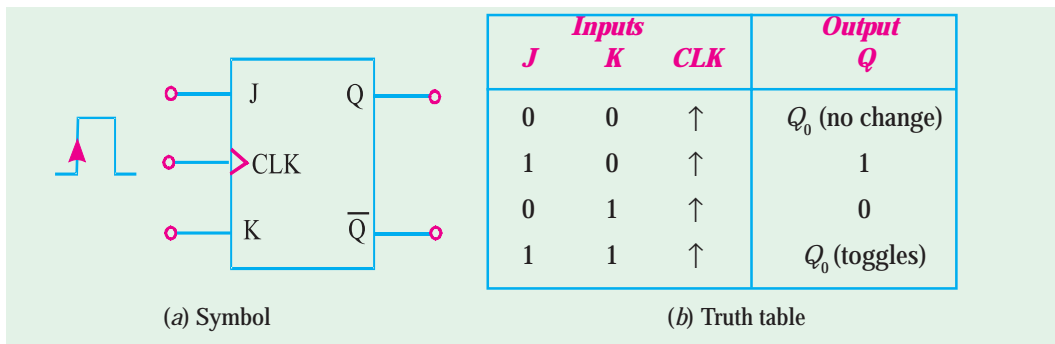 J Q
CLK
K Q̅
(a) Symbol
Inputs Output
J K CLK Q
0 0 ↑ Q₀ (no change)
1 0 ↑ 1
0 1 ↑ 0
1 1 ↑ Q₀ (toggles)
(b) Truth table